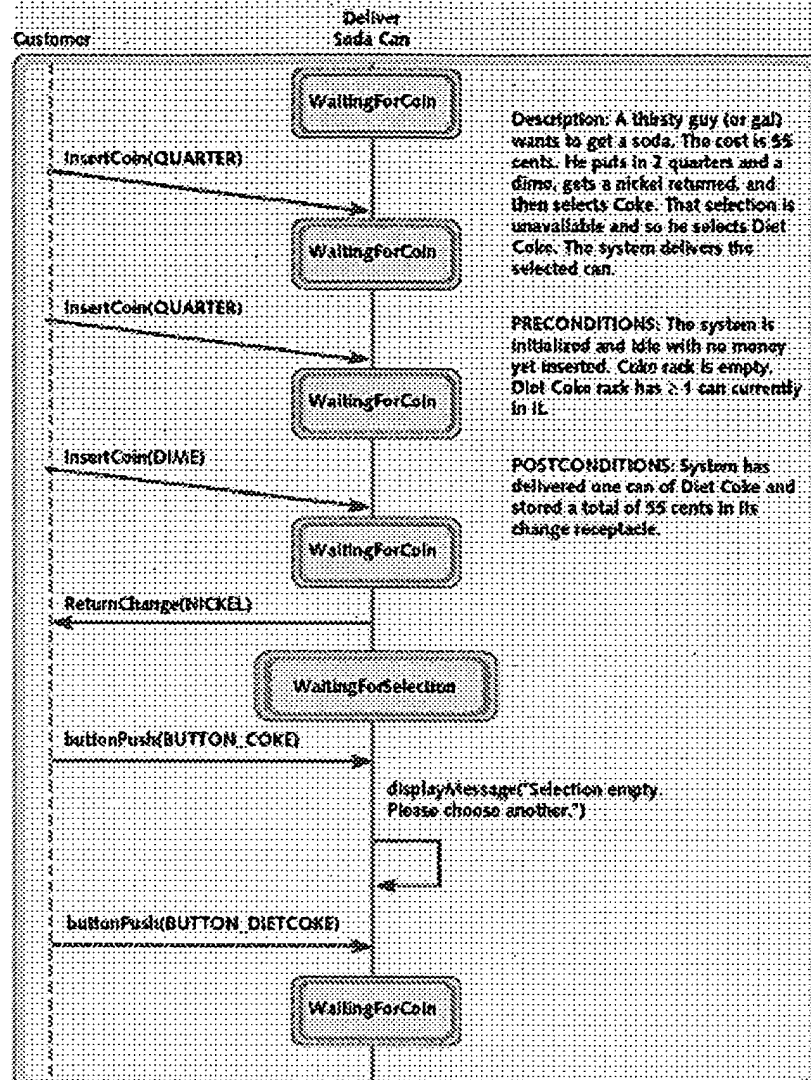 Deliver
Customer Soda Can
WaitingForCoin
Description: A thirsty guy (or gal)
wants to get a soda. The cost is 55
cents. He puts in 2 quarters and a
dime, gets a nickel returned, and
then selects Coke. That selection is
unavailable and so he selects Diet
Coke. The system delivers the
selected can.
InsertCoin(QUARTER)
WaitingForCoin
InsertCoin(QUARTER)
PRECONDITIONS: The system is
initialized and idle with no money
yet inserted. Coke rack is empty.
Diet Coke rack has ≥ 1 can currently
in it.
WaitingForCoin
InsertCoin(DIME)
POSTCONDITIONS: System has
delivered one can of Diet Coke and
stored a total of 55 cents in its
change receptacle.
WaitingForCoin
ReturnChange(NICKEL)
WaitingForSelection
buttonPush(BUTTON_COKE)
displayMessage("Selection empty.
Please choose another.")
buttonPush(BUTTON_DIETCOKE)
WaitingForCoin